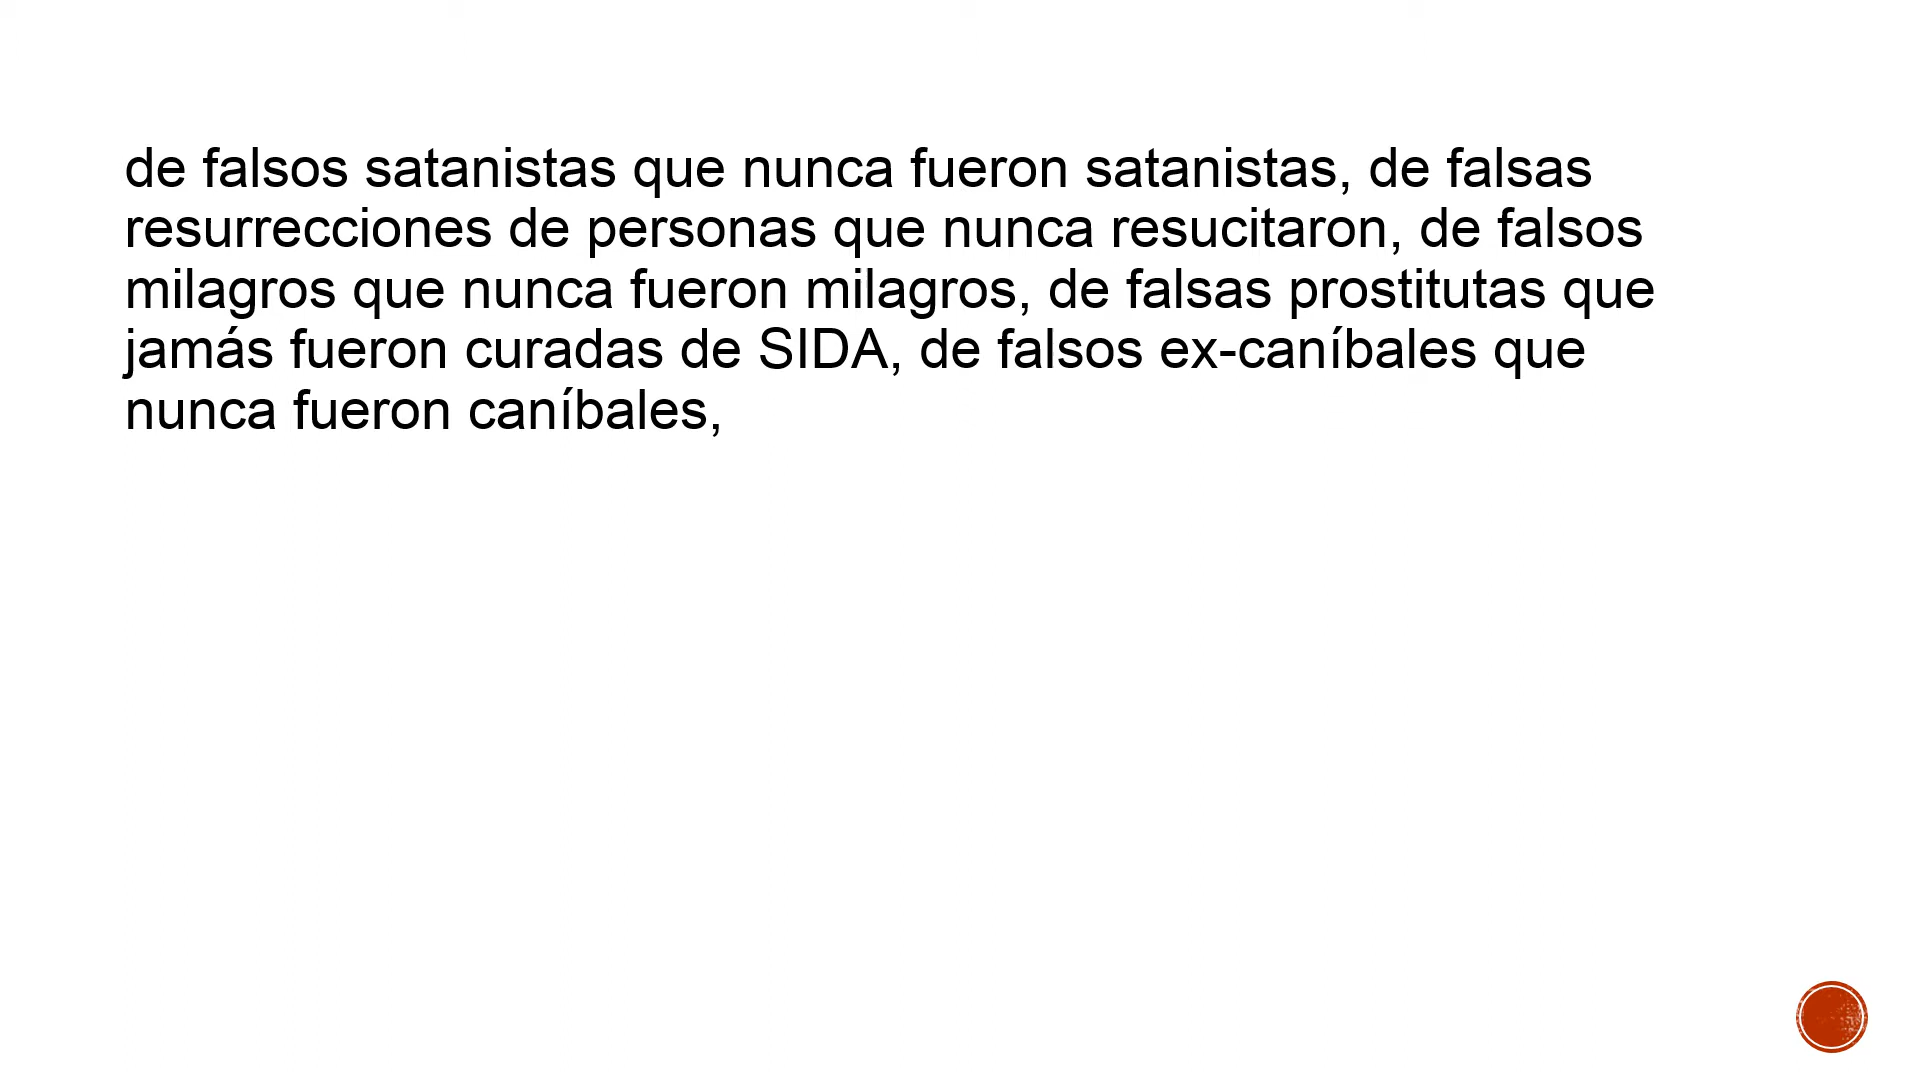 de falsos satanistas que nunca fueron satanistas, de falsas
resurrecciones de personas que nunca resucitaron, de falsos
milagros que nunca fueron milagros, de falsas prostitutas que
jamás fueron curadas de SIDA, de falsos ex-caníbales que
nunca fueron caníbales,